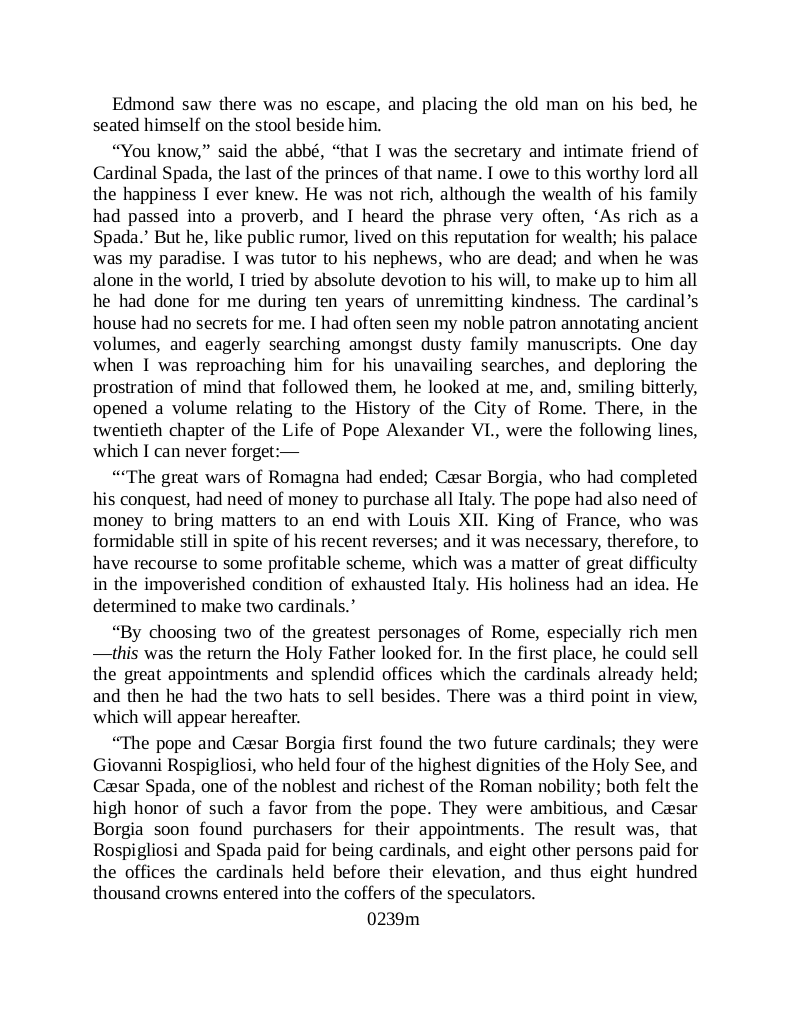 Edmond saw there was no escape, and placing the old man on his bed, he
seated himself on the stool beside him.
“You know,” said the abbé, “that I was the secretary and intimate friend of
Cardinal Spada, the last of the princes of that name. I owe to this worthy lord all
the happiness I ever knew. He was not rich, although the wealth of his family
had passed into a proverb, and I heard the phrase very often, ‘As rich as a
Spada.’ But he, like public rumor, lived on this reputation for wealth; his palace
was my paradise. I was tutor to his nephews, who are dead; and when he was
alone in the world, I tried by absolute devotion to his will, to make up to him all
he had done for me during ten years of unremitting kindness. The cardinal’s
house had no secrets for me. I had often seen my noble patron annotating ancient
volumes, and eagerly searching amongst dusty family manuscripts. One day
when I was reproaching him for his unavailing searches, and deploring the
prostration of mind that followed them, he looked at me, and, smiling bitterly,
opened a volume relating to the History of the City of Rome. There, in the
twentieth chapter of the Life of Pope Alexander VI., were the following lines,
which I can never forget:—
“‘The great wars of Romagna had ended; Cæsar Borgia, who had completed
his conquest, had need of money to purchase all Italy. The pope had also need of
money to bring matters to an end with Louis XII. King of France, who was
formidable still in spite of his recent reverses; and it was necessary, therefore, to
have recourse to some profitable scheme, which was a matter of great difficulty
in the impoverished condition of exhausted Italy. His holiness had an idea. He
determined to make two cardinals.’
“By choosing two of the greatest personages of Rome, especially rich men
—this was the return the Holy Father looked for. In the first place, he could sell
the great appointments and splendid offices which the cardinals already held;
and then he had the two hats to sell besides. There was a third point in view,
which will appear hereafter.
“The pope and Cæsar Borgia first found the two future cardinals; they were
Giovanni Rospigliosi, who held four of the highest dignities of the Holy See, and
Cæsar Spada, one of the noblest and richest of the Roman nobility; both felt the
high honor of such a favor from the pope. They were ambitious, and Cæsar
Borgia soon found purchasers for their appointments. The result was, that
Rospigliosi and Spada paid for being cardinals, and eight other persons paid for
the offices the cardinals held before their elevation, and thus eight hundred
thousand crowns entered into the coffers of the speculators.
0239m